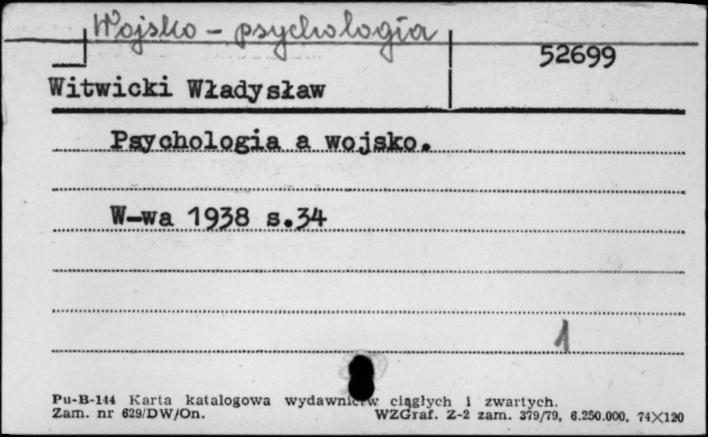 Wojsko - psychologia
52699
Witwicki Władysław
Psychologia a wojsko.
W-wa 1938 s.34
1
Pu-B-144 Karta katalogowa wydawnictw ciągłych i zwartych.
Zam. nr 629/DW/On. WZGraf. Z-2 zam. 379/79, 6.250.000, 74X120